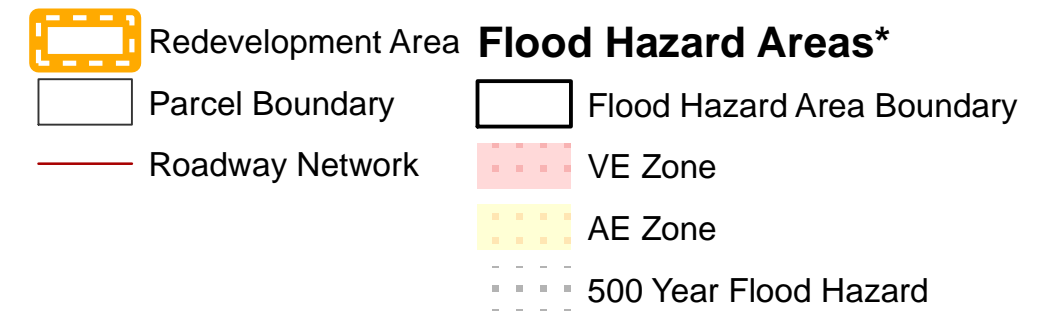 Redevelopment Area
Parcel Boundary
Roadway Network
Flood Hazard Areas*
Flood Hazard Area Boundary
VE Zone
AE Zone
500 Year Flood Hazard